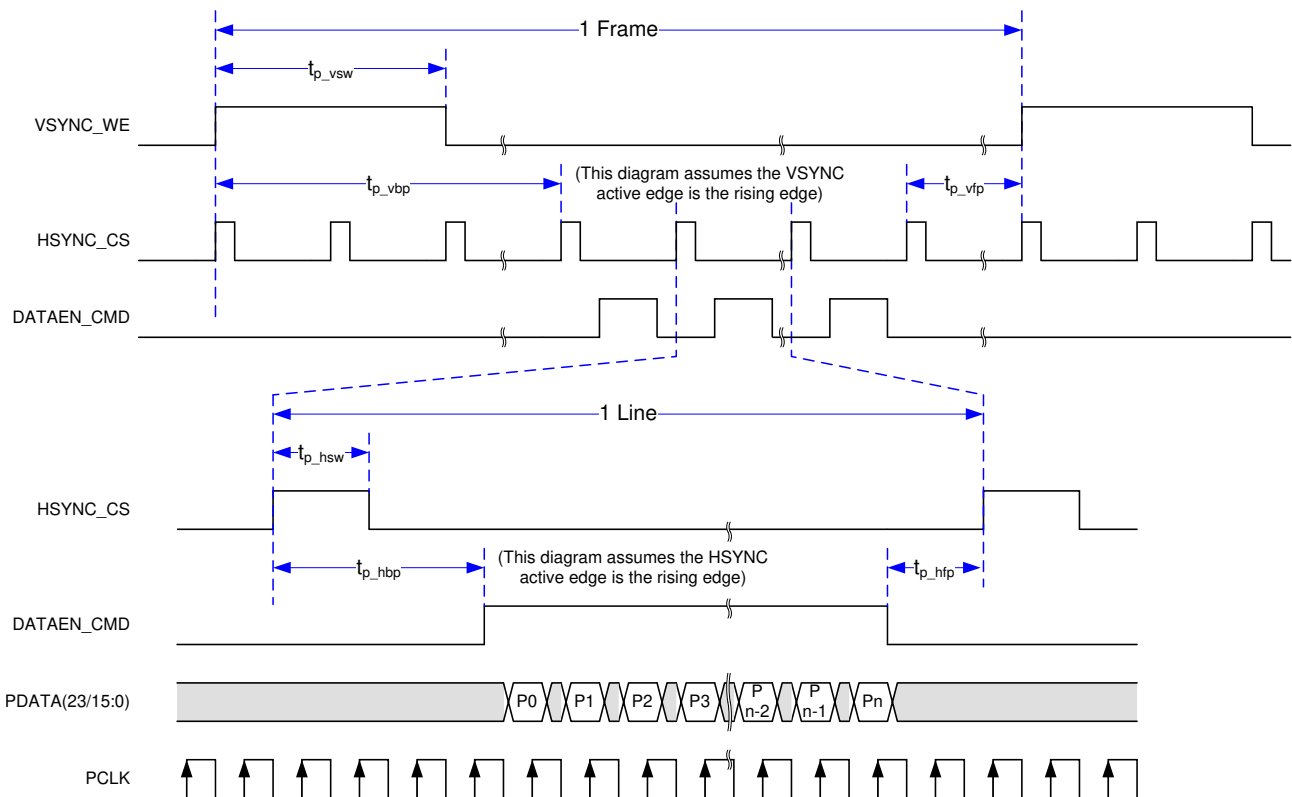 1 Frame
tp_vsw
VSYNC_WE
tp_vbp
(This diagram assumes the VSYNC
active edge is the rising edge)
tp_vfp
HSYNC_CS
DATAEN_CMD
1 Line
tp_hsw
HSYNC_CS
tp_hbp
(This diagram assumes the HSYNC
active edge is the rising edge)
tp_hfp
DATAEN_CMD
PDATA(23/15:0)
P0
P1
P2
P3
P
n-2
P
n-1
Pn
PCLK